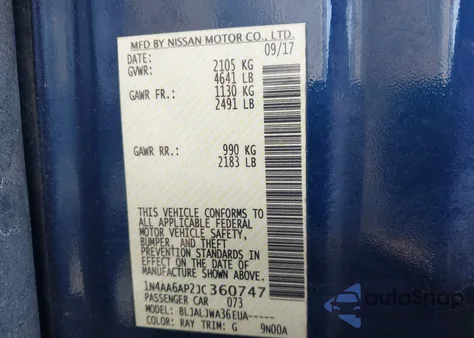 MFD BY NISSAN MOTOR CO., LTD.
DATE: 09/17
GVWR: 2105 KG
4641 LB
GAWR FR.: 1130 KG
2491 LB
GAWR RR.: 990 KG
2183 LB
THIS VEHICLE CONFORMS TO
ALL APPLICABLE FEDERAL
MOTOR VEHICLE SAFETY,
BUMPER, AND THEFT
PREVENTION STANDARDS IN
EFFECT ON THE DATE OF
MANUFACTURE SHOWN ABOVE.
1N4AA6AP2JC360747
PASSENGER CAR 073
MODEL: BLJALJWA36EUA-----
COLOR: RAY TRIM: G 9N00A
autoSnap